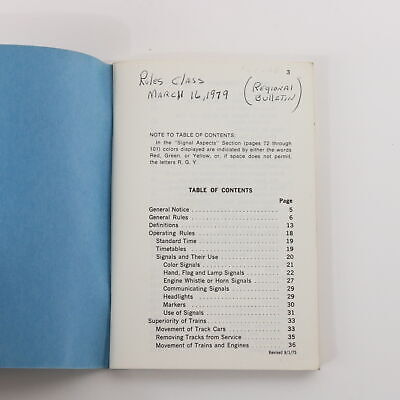 3
Rules Class
March 16, 1979
(Regional
Bulletin)
NOTE TO TABLE OF CONTENTS:
In the "Signal Aspects" Section (pages 72 through
101) colors displayed are indicated by either the words
Red, Green, or Yellow, or, if space does not permit,
the letters R, G, Y
TABLE OF CONTENTS
Page
General Notice 5
General Rules 6
Definitions 13
Operating Rules 18
Standard Time 19
Timetables 19
Signals and Their Use 20
Color Signals 21
Hand, Flag and Lamp Signals 22
Engine Whistle or Horn Signals 27
Communicating Signals 29
Headlights 29
Markers 30
Use of Signals 31
Superiority of Trains 33
Movement of Track Cars 33
Removing Tracks from Service 35
Movement of Trains and Engines 36
Revised 8/1/75